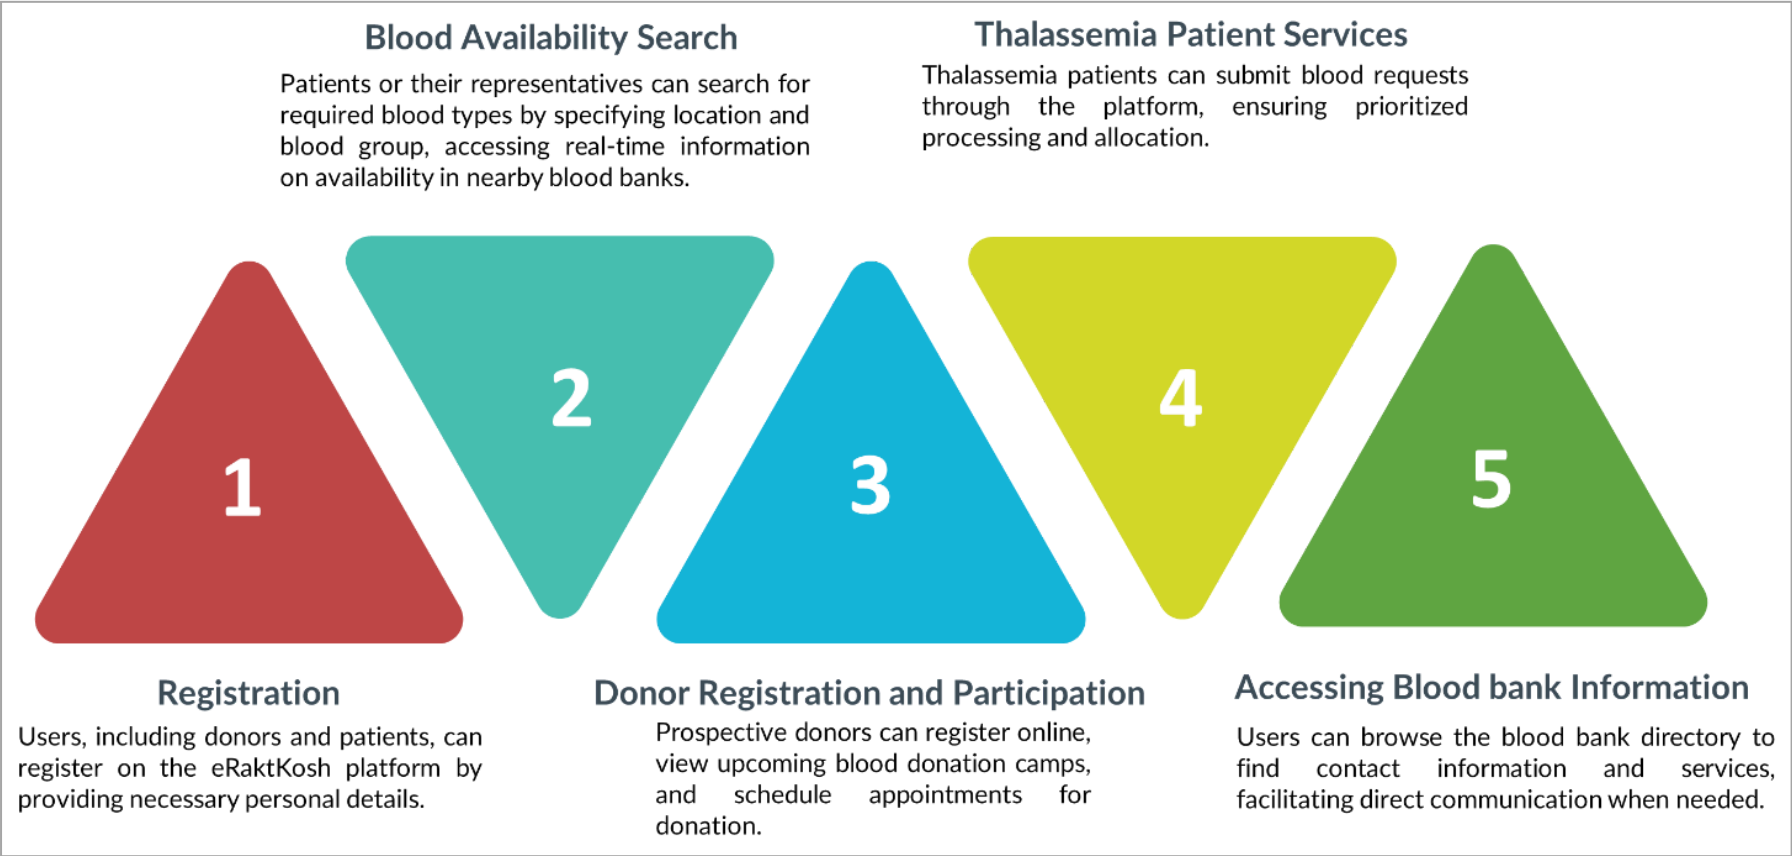 Blood Availability Search
Patients or their representatives can search for
required blood types by specifying location and
blood group, accessing real-time information
on availability in nearby blood banks.
Thalassemia Patient Services
Thalassemia patients can submit blood requests
through the platform, ensuring prioritized
processing and allocation.
1
2
3
4
5
Registration
Users, including donors and patients, can
register on the eRaktKosh platform by
providing necessary personal details.
Donor Registration and Participation
Prospective donors can register online,
view upcoming blood donation camps,
and schedule appointments for
donation.
Accessing Blood bank Information
Users can browse the blood bank directory to
find contact information and services,
facilitating direct communication when needed.